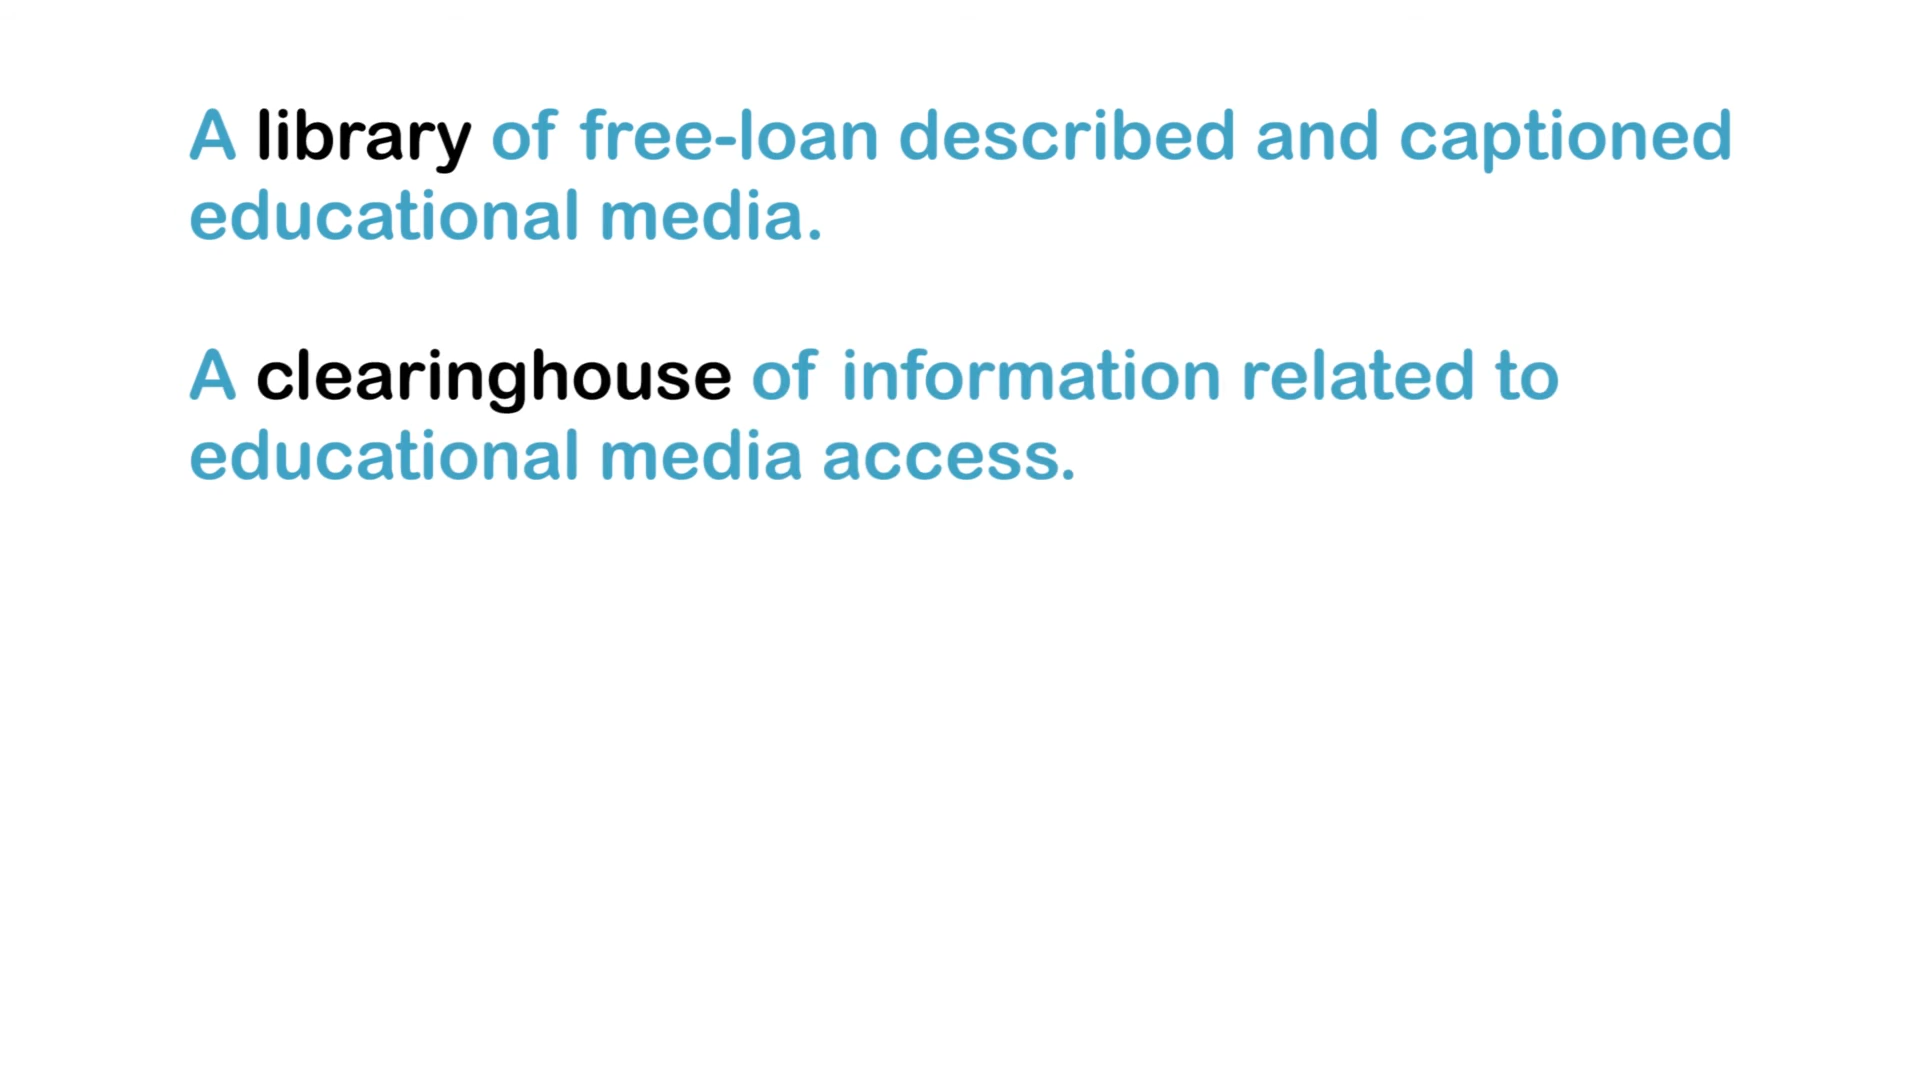 A library of free-loan described and captioned
educational media.
A clearinghouse of information related to
educational media access.